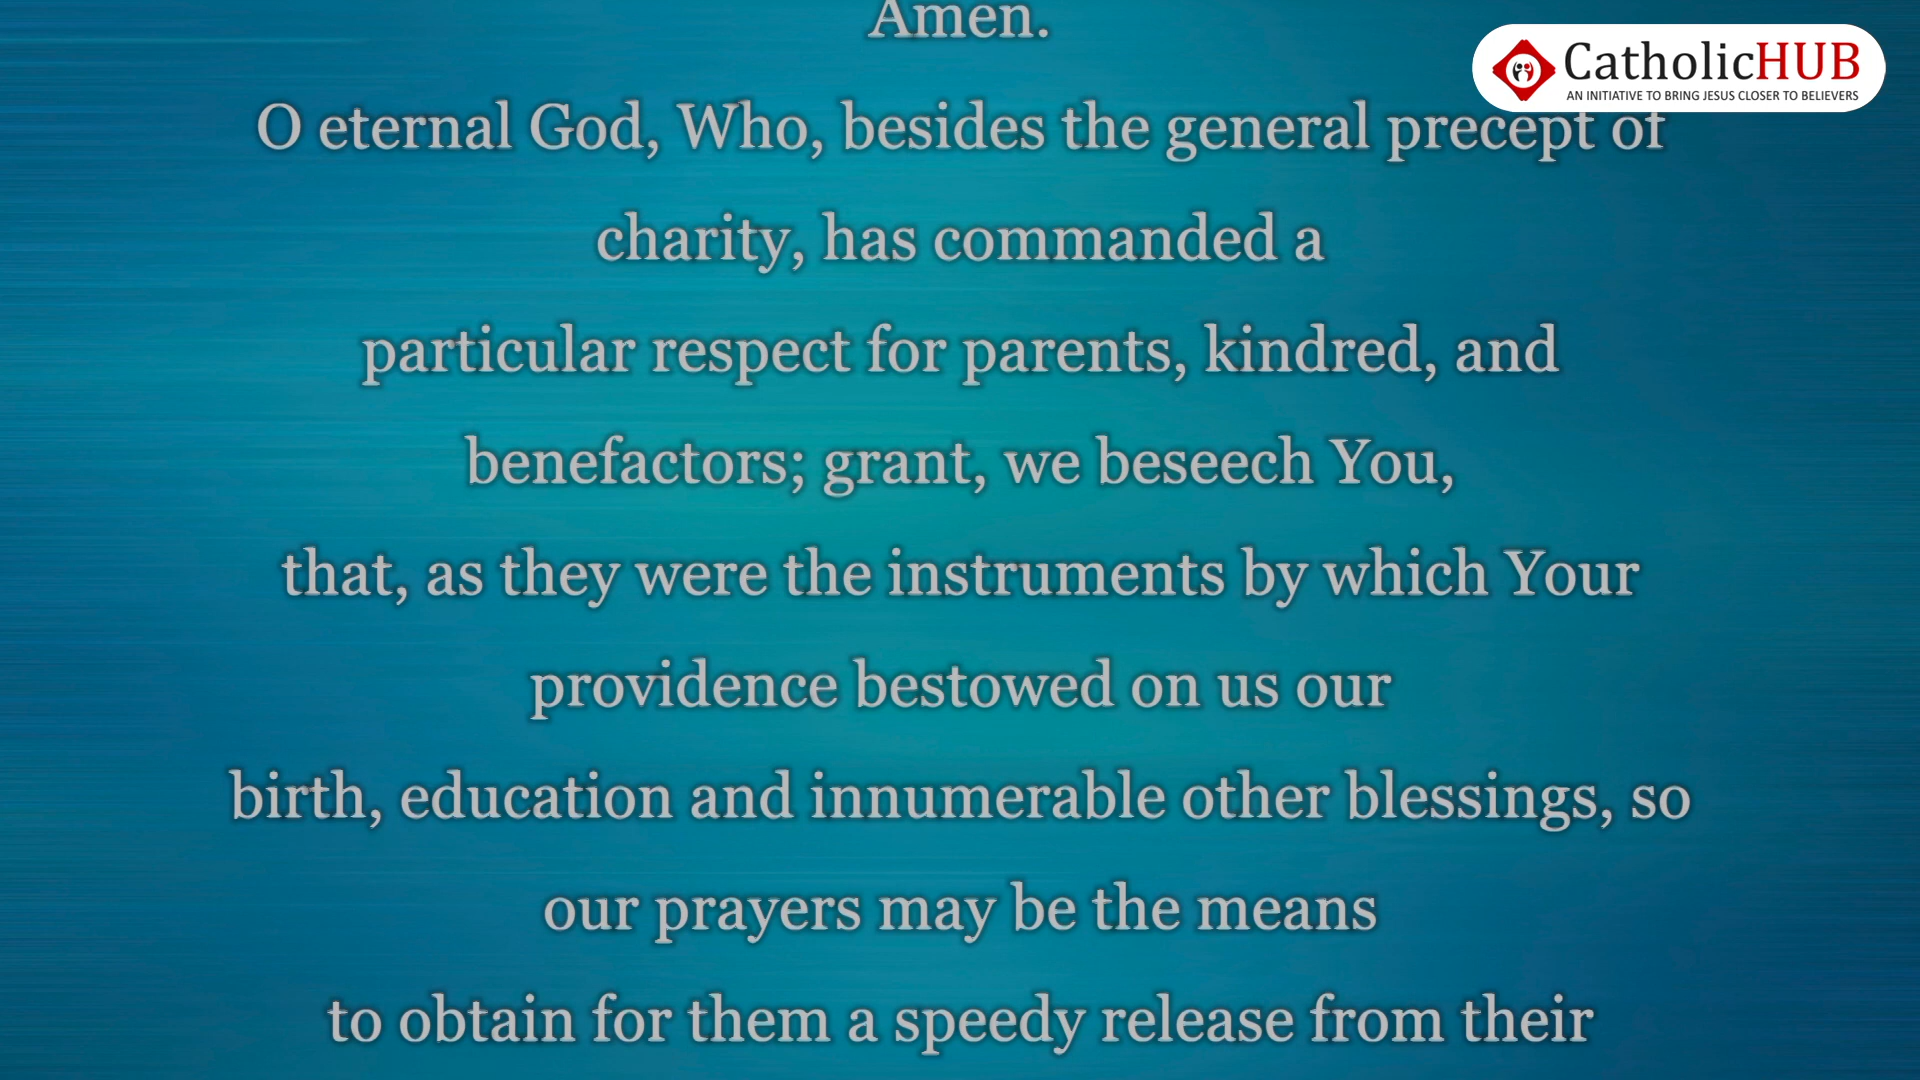 Amen.
CatholicHUB
AN INITIATIVE TO BRING JESUS CLOSER TO BELIEVERS
O eternal God, Who, besides the general precept of
charity, has commanded a
particular respect for parents, kindred, and
benefactors; grant, we beseech You,
that, as they were the instruments by which Your
providence bestowed on us our
birth, education and innumerable other blessings, so
our prayers may be the means
to obtain for them a speedy release from their